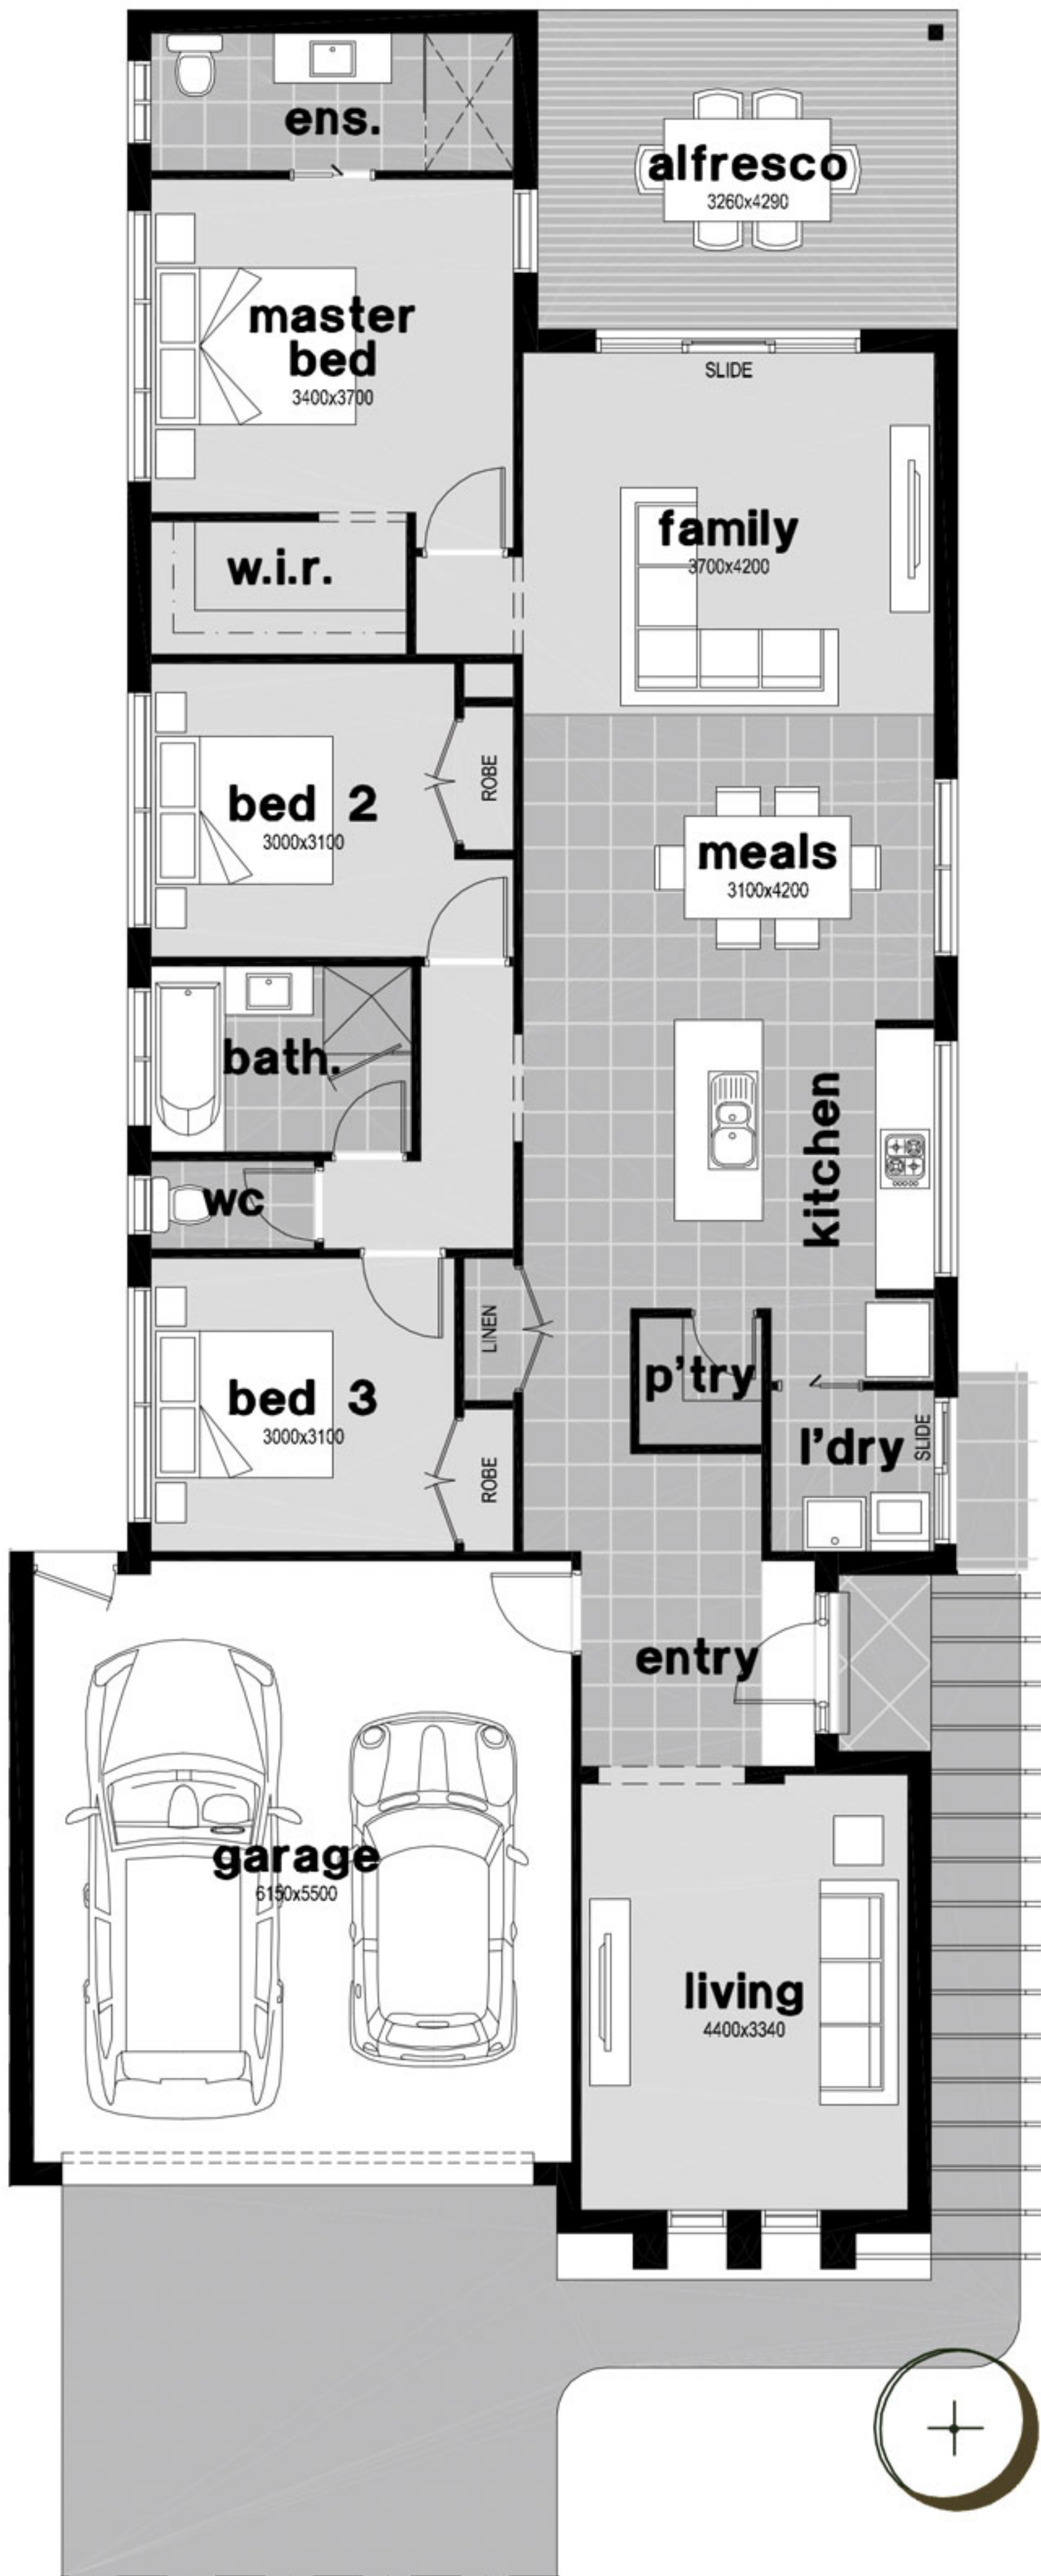 ens.
alfresco
3260x4290
master
bed
3400x3700
SLIDE
family
3700x4200
w.i.r.
bed 2
3000x3100
ROBE
meals
3100x4200
bath.
kitchen
wc
LINEN
p'try
bed 3
3000x3100
l'dry
SLIDE
ROBE
entry
garage
6150x5500
living
4400x3340